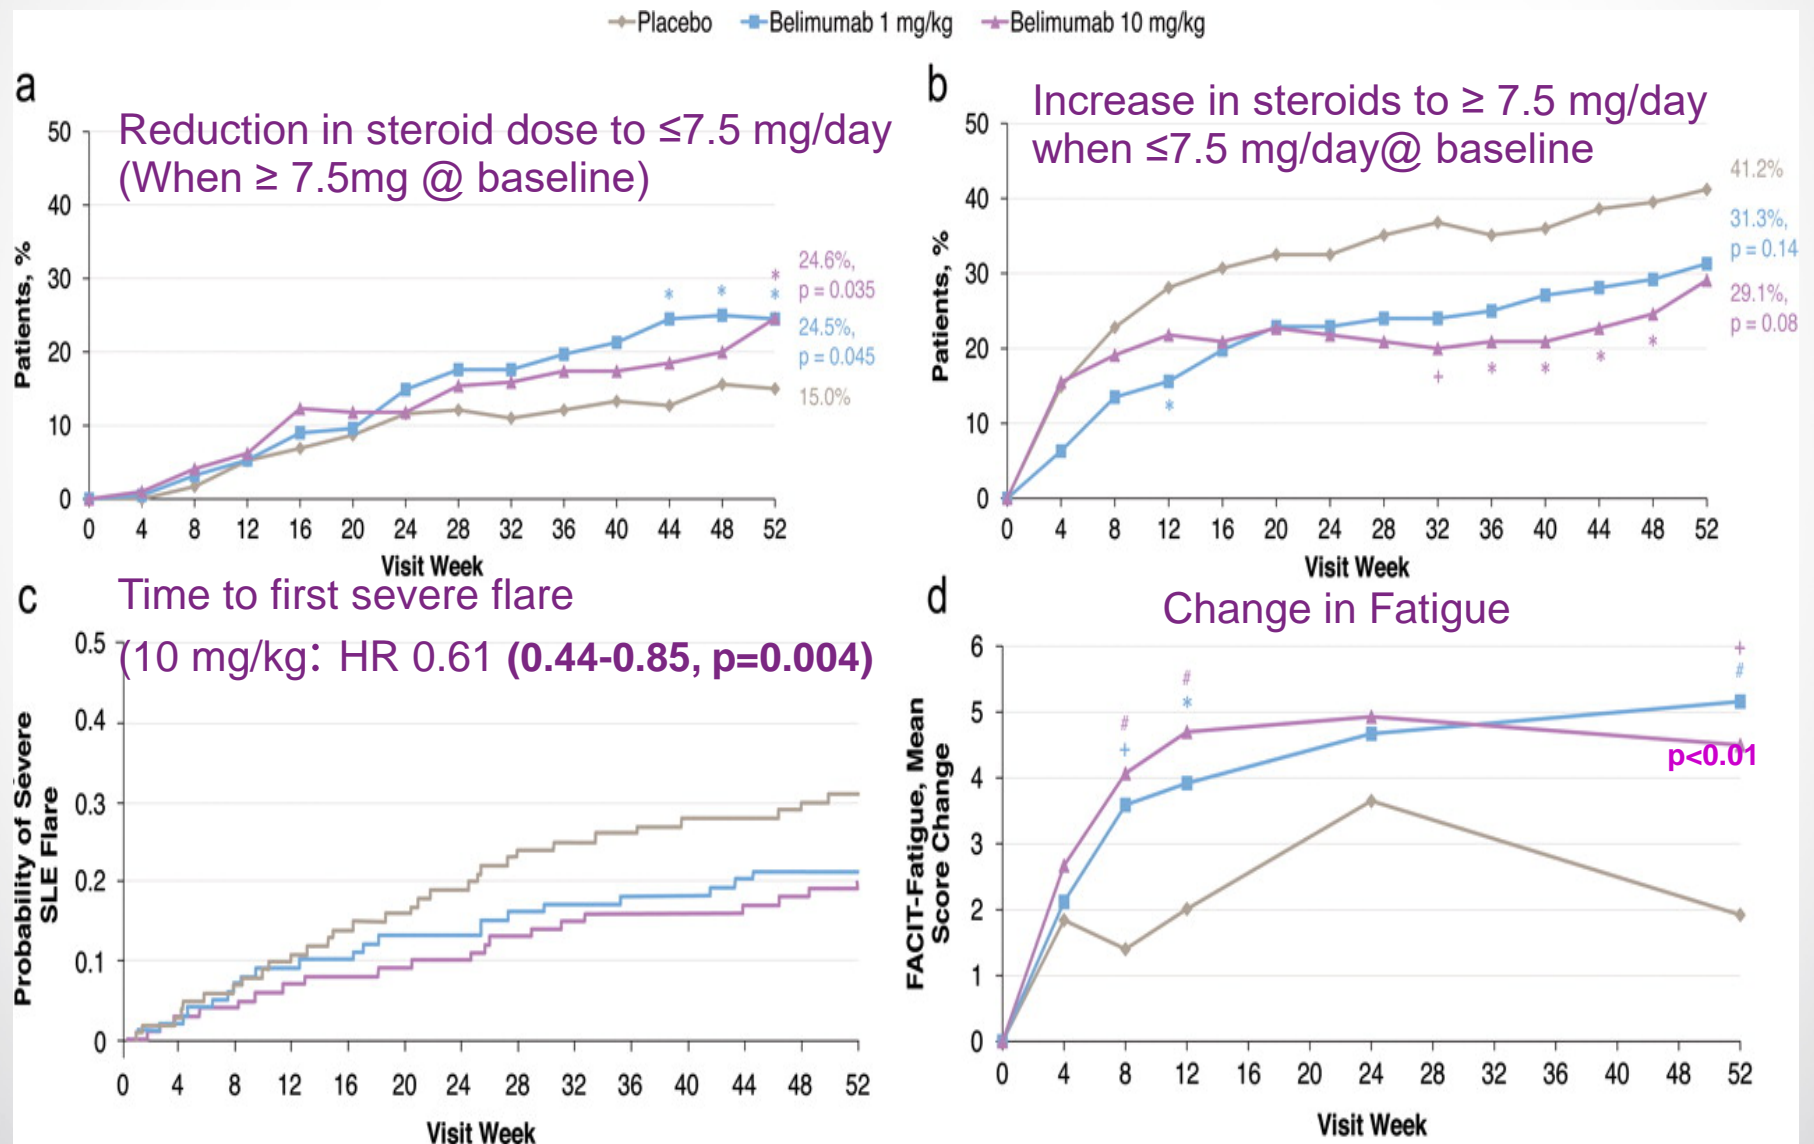 Placebo Belimumab 1 mg/kg Belimumab 10 mg/kg
a
Reduction in steroid dose to ≤7.5 mg/day
(When ≥ 7.5mg @ baseline)
Patients, %
50
40
30
20
10
0
* * * *
24.6%,
p = 0.035
24.5%,
p = 0.045
15.0%
0 4 8 12 16 20 24 28 32 36 40 44 48 52
Visit Week
b
Increase in steroids to ≥ 7.5 mg/day
when ≤7.5 mg/day@ baseline
Patients, %
50
40
30
20
10
0
41.2%
31.3%,
p = 0.14
29.1%,
p = 0.08
* + * * * *
0 4 8 12 16 20 24 28 32 36 40 44 48 52
Visit Week
c
Time to first severe flare
(10 mg/kg: HR 0.61 (0.44-0.85, p=0.004)
Probability of Severe
SLE Flare
0.5
0.4
0.3
0.2
0.1
0
0 4 8 12 16 20 24 28 32 36 40 44 48 52
Visit Week
d
Change in Fatigue
FACIT-Fatigue, Mean
Score Change
6
5
4
3
2
1
0
# +
# *
+ #
p<0.01
0 4 8 12 16 20 24 28 32 36 40 48 52
Visit Week